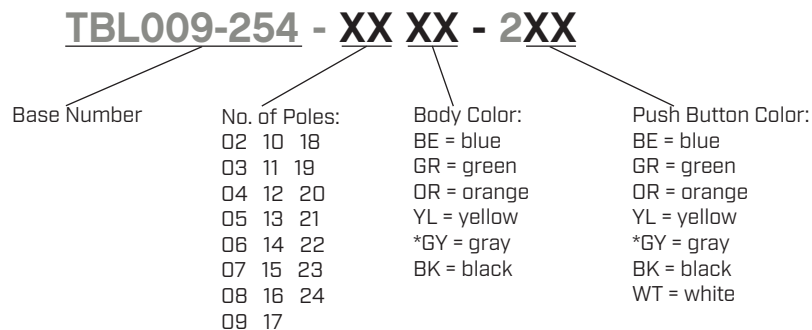 TBL009-254 - XX XX - 2XX
Base Number
No. of Poles:
02 10 18
03 11 19
04 12 20
05 13 21
06 14 22
07 15 23
08 16 24
09 17
Body Color:
BE = blue
GR = green
OR = orange
YL = yellow
*GY = gray
BK = black
Push Button Color:
BE = blue
GR = green
OR = orange
YL = yellow
*GY = gray
BK = black
WT = white